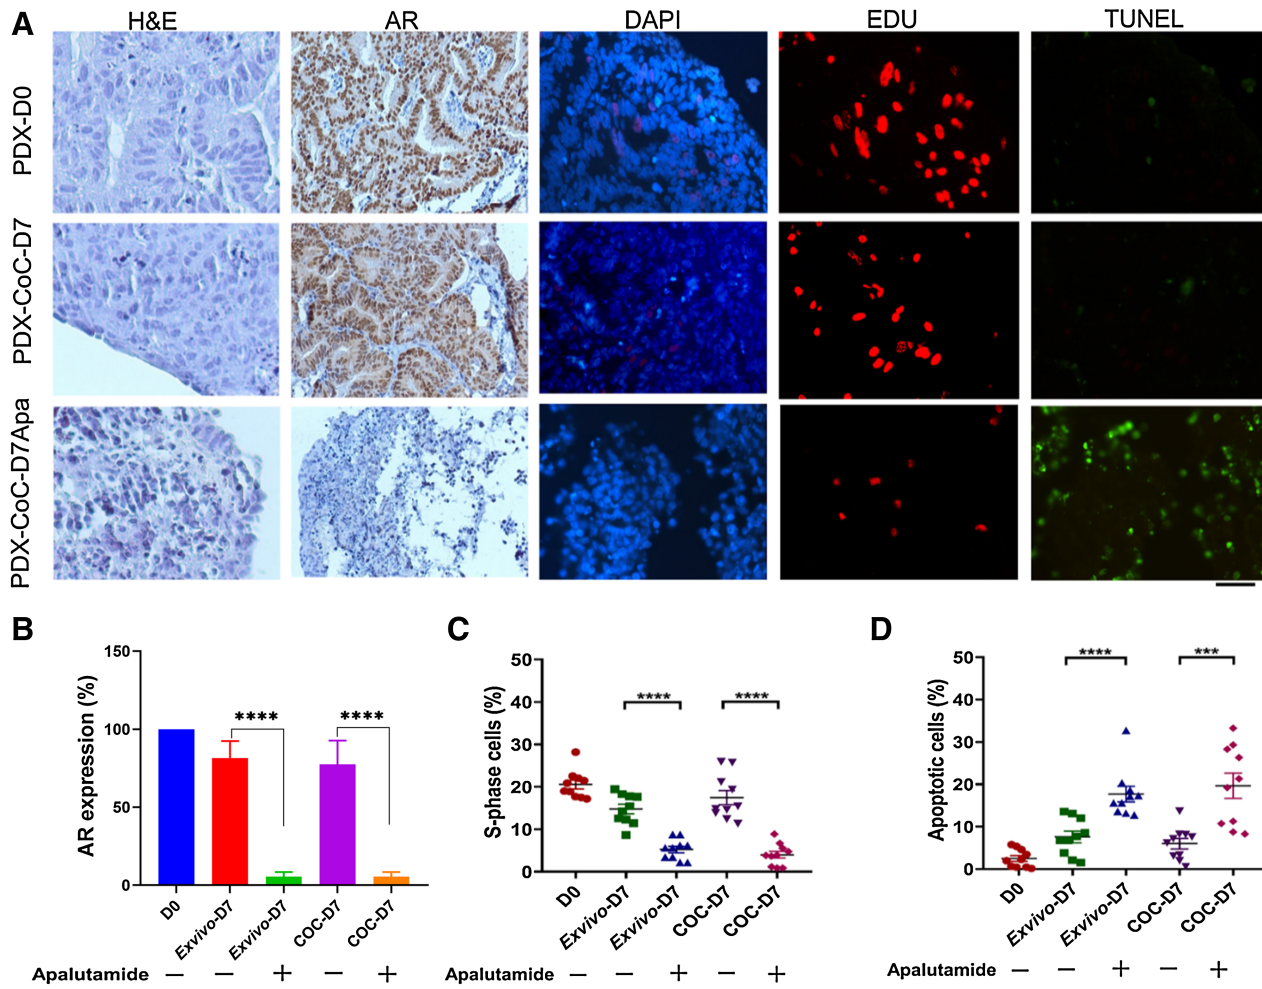 A
H&E AR DAPI EDU TUNEL
PDX-D0
PDX-CoC-D7
PDX-CoC-D7Apa
B
AR expression (%)
150
100
50
0
**** ****
D0 Exvivo-D7 Exvivo-D7 COC-D7 COC-D7
Apalutamide − − + − +
C
S-phase cells (%)
50
40
30
20
10
0
**** ****
D0 Exvivo-D7 Exvivo-D7 COC-D7 COC-D7
Apalutamide − − + − +
D
Apoptotic cells (%)
50
40
30
20
10
0
**** ***
D0 Exvivo-D7 Exvivo-D7 COC-D7 COC-D7
Apalutamide − − + − +